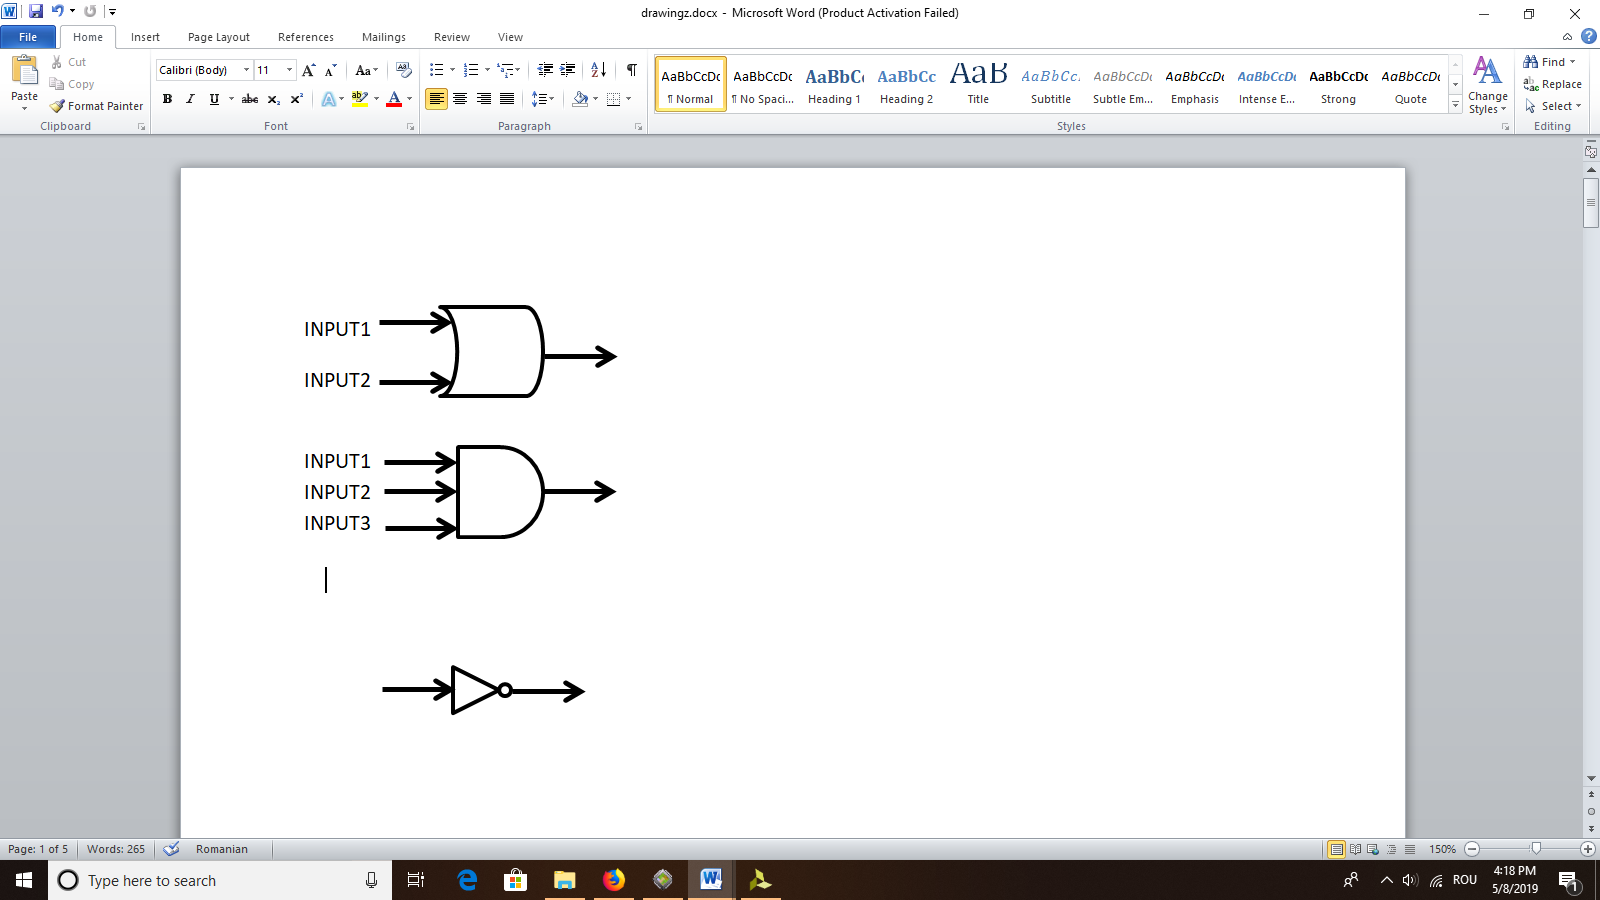 drawingz.docx - Microsoft Word (Product Activation Failed)
File Home Insert Page Layout References Mailings Review View
Paste
Cut
Copy
Format Painter
Clipboard
Calibri (Body) 11
Font
Paragraph
AaBbCcDc AaBbCcDc AaBbCc AaBbCc AaB AaBbCc. AaBbCcDc AaBbCcDc AaBbCcDc AaBbCcDc AaBbCcDc
¶ Normal ¶ No Spaci... Heading 1 Heading 2 Title Subtitle Subtle Em... Emphasis Intense E... Strong Quote
Change Styles
Styles
Find
Replace
Select
Editing
INPUT1
INPUT2
INPUT1
INPUT2
INPUT3
Page: 1 of 5 Words: 265 Romanian 150%
Type here to search
ROU
4:18 PM
5/8/2019
1